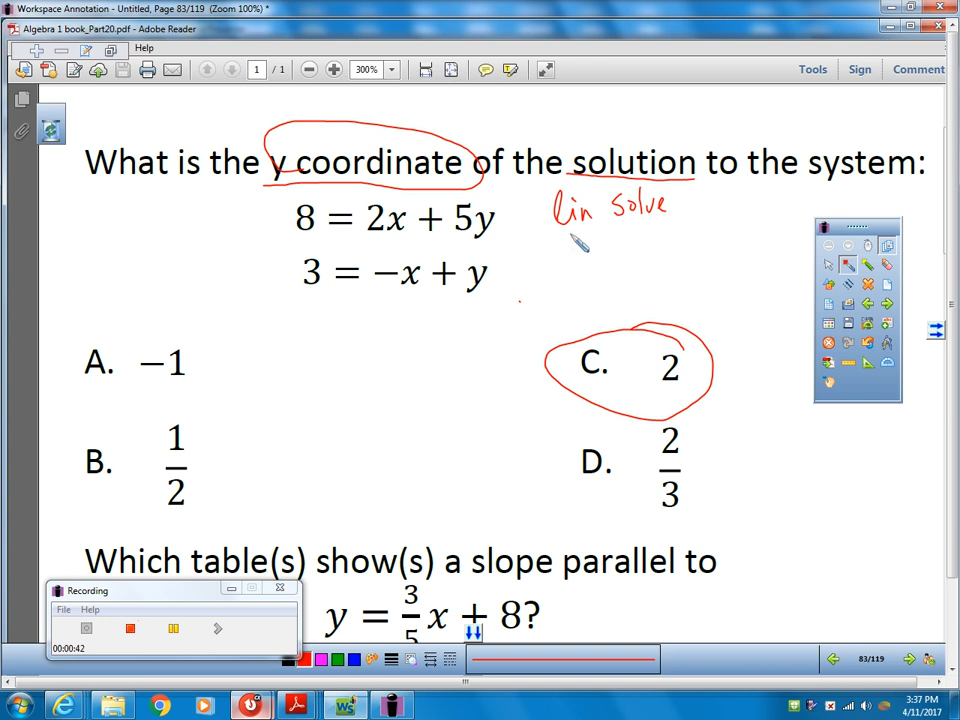 Workspace Annotation - Untitled, Page 83/119 (Zoom 100%) *
Algebra 1 book_Part20.pdf - Adobe Reader
Help
1 / 1 300% Tools Sign Comment
What is the y coordinate of the solution to the system:
8 = 2x + 5y
lin solve
3 = −x + y
A. −1
C. 2
B. 1/2
D. 2/3
Which table(s) show(s) a slope parallel to
y = 3/5 x + 8?
Recording
File Help
00:00:42
83/119
3:37 PM
4/11/2017